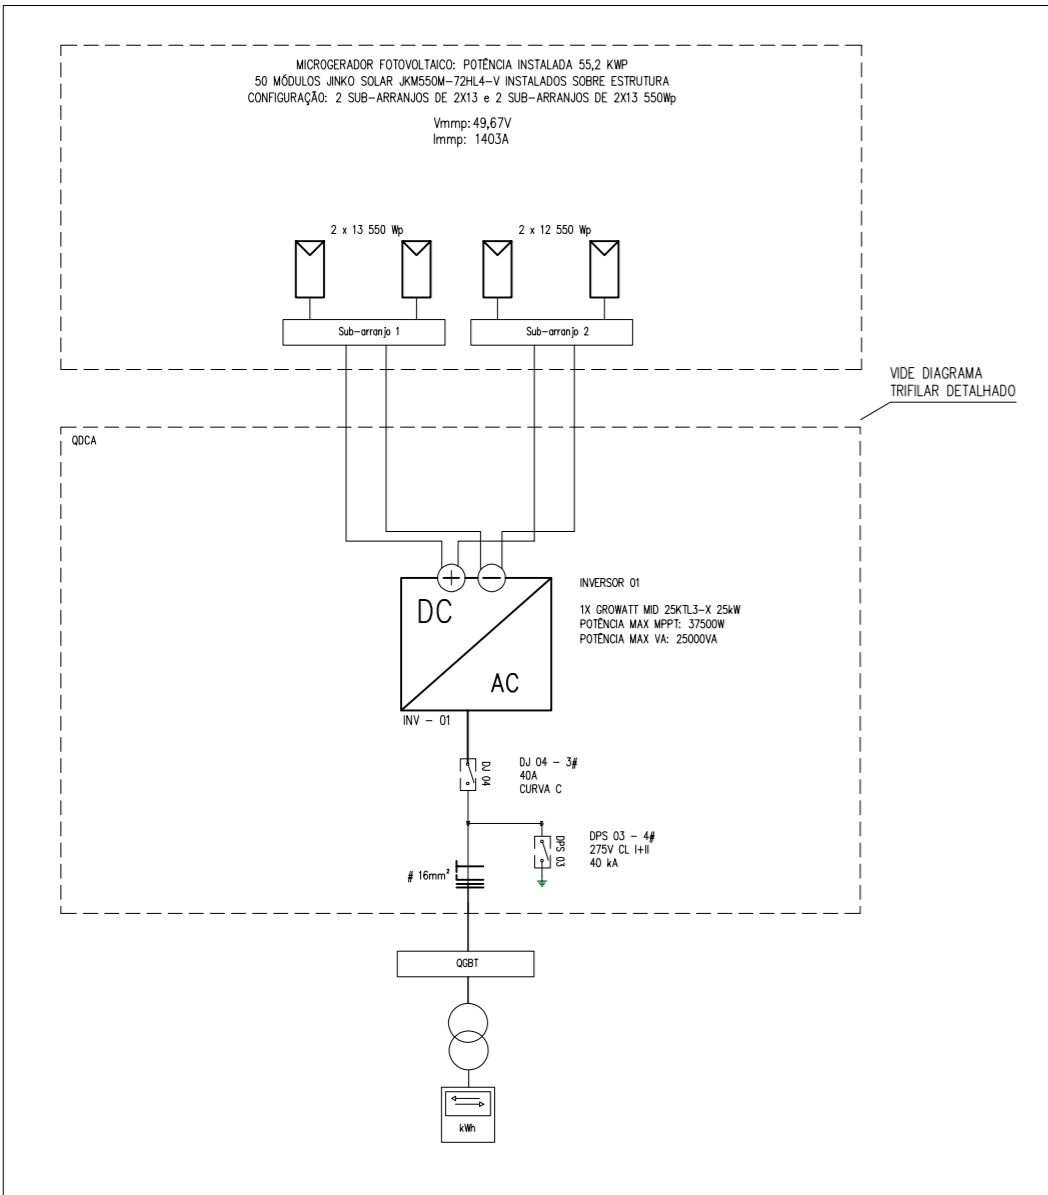 MICROGERADOR FOTOVOLTAICO: POTÊNCIA INSTALADA 55,2 KWP
50 MÓDULOS JINKO SOLAR JKM550M-72HL4-V INSTALADOS SOBRE ESTRUTURA
CONFIGURAÇÃO: 2 SUB-ARRANJOS DE 2X13 e 2 SUB-ARRANJOS DE 2X13 550Wp
Vmmp: 49,67V
Immp: 1403A
2 x 13 550 Wp
2 x 12 550 Wp
Sub-arranjo 1
Sub-arranjo 2
VIDE DIAGRAMA
TRIFILAR DETALHADO
QDCA
DC
AC
INV - 01
INVERSOR 01
1X GROWATT MID 25KTL3-X 25kW
POTÊNCIA MAX MPPT: 37500W
POTÊNCIA MAX VA: 25000VA
DJ 04
DJ 04 - 3#
40A
CURVA C
DPS 03
DPS 03 - 4#
275V CL I+II
40 kA
# 16mm²
QGBT
kWh